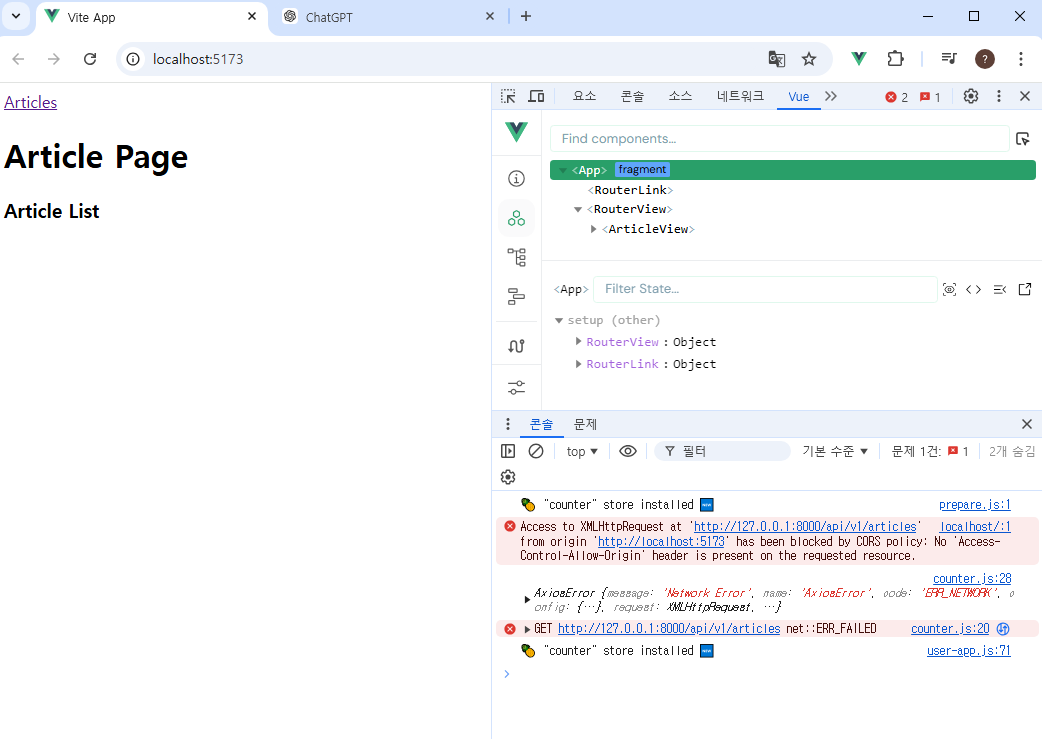 Vite App
ChatGPT
localhost:5173
?
Articles
Article Page
Article List
요소 콘솔 소스 네트워크 Vue 2 1
Find components...
<App> fragment
<RouterLink>
<RouterView>
<ArticleView>
<App> Filter State...
setup (other)
RouterView : Object
RouterLink : Object
콘솔 문제
top 필터 기본 수준 문제 1건: 1 2개 숨김
"counter" store installed 🆕 prepare.js:1
Access to XMLHttpRequest at 'http://127.0.0.1:8000/api/v1/articles' localhost/:1
from origin 'http://localhost:5173' has been blocked by CORS policy: No 'Access-
Control-Allow-Origin' header is present on the requested resource.
counter.js:28
AxiosError {message: 'Network Error', name: 'AxiosError', code: 'ERR_NETWORK', c
onfig: {…}, request: XMLHttpRequest, …}
GET http://127.0.0.1:8000/api/v1/articles net::ERR_FAILED counter.js:20
"counter" store installed 🆕 user-app.js:71